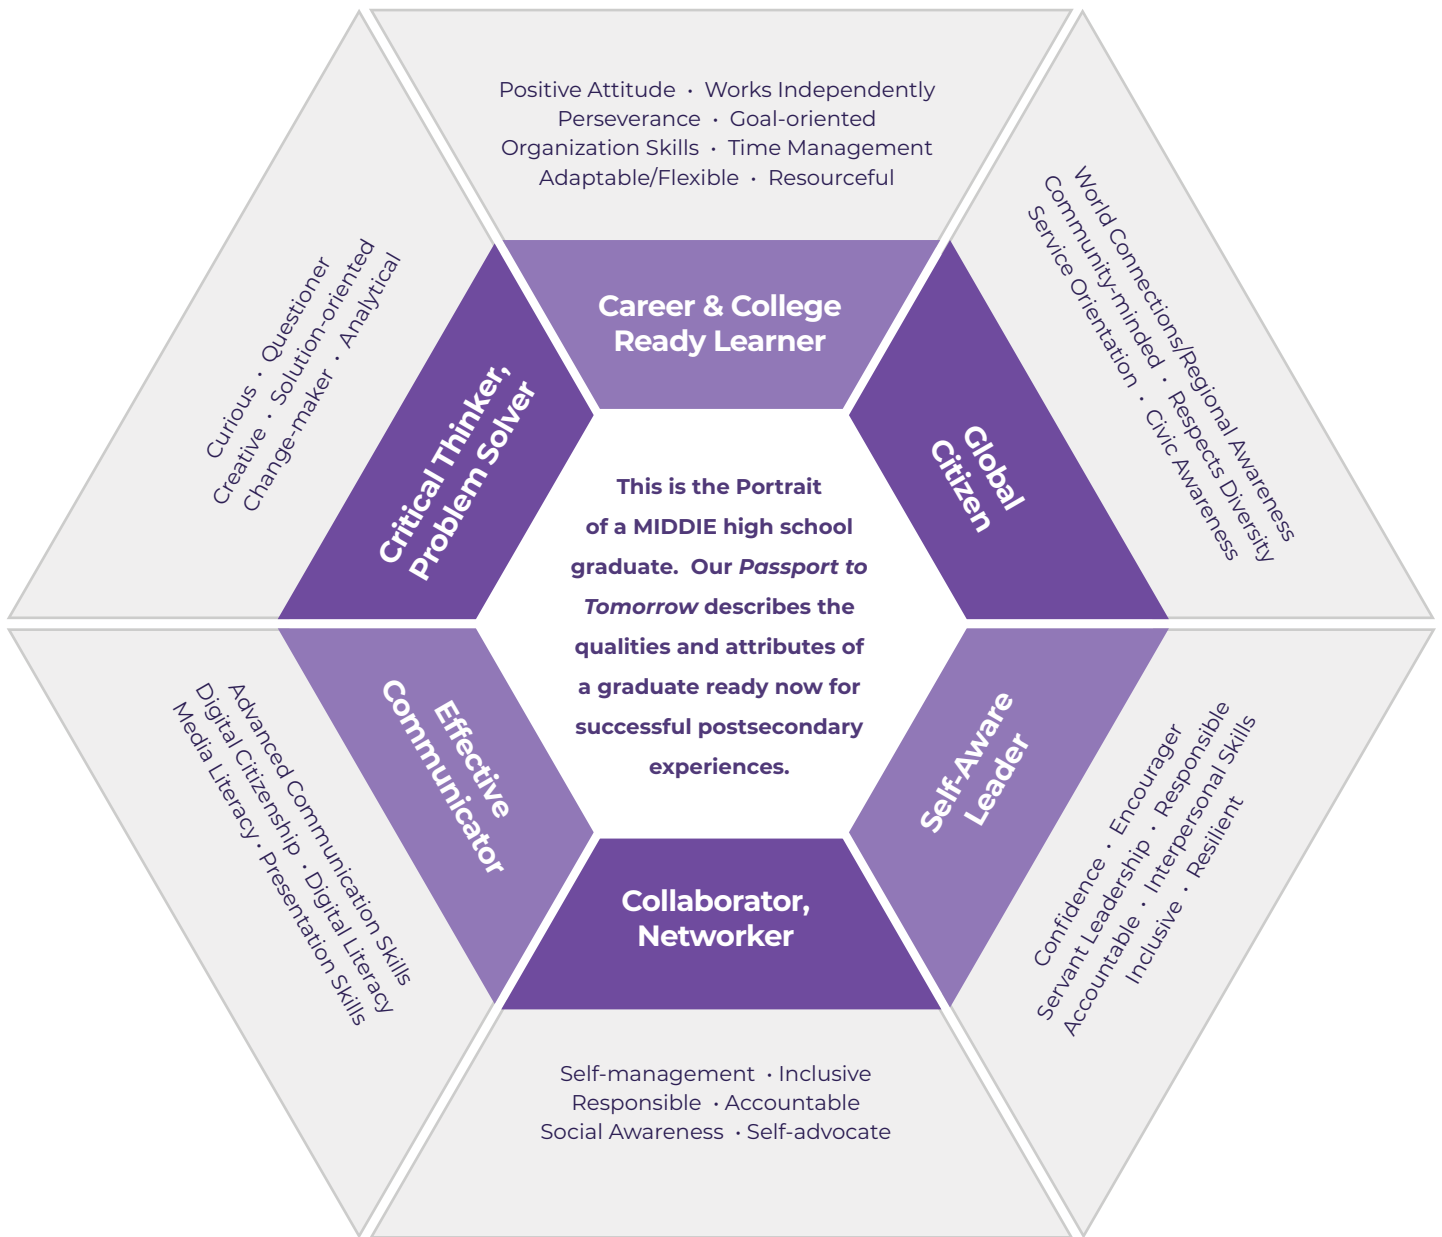 Positive Attitude · Works Independently
Perseverance · Goal-oriented
Organization Skills · Time Management
Adaptable/Flexible · Resourceful
Career & College
Ready Learner
World Connections/Regional Awareness
Community-minded · Respects Diversity
Service Orientation · Civic Awareness
Global
Citizen
Self-Aware
Leader
Confidence · Encourager
Servant Leadership · Responsible
Accountable · Interpersonal Skills
Inclusive · Resilient
Collaborator,
Networker
Self-management · Inclusive
Responsible · Accountable
Social Awareness · Self-advocate
Effective
Communicator
Advanced Communication Skills
Digital Citizenship · Digital Literacy
Media Literacy · Presentation Skills
Critical Thinker,
Problem Solver
Curious · Questioner
Creative · Solution-oriented
Change-maker · Analytical
This is the Portrait
of a MIDDIE high school
graduate. Our Passport to
Tomorrow describes the
qualities and attributes of
a graduate ready now for
successful postsecondary
experiences.